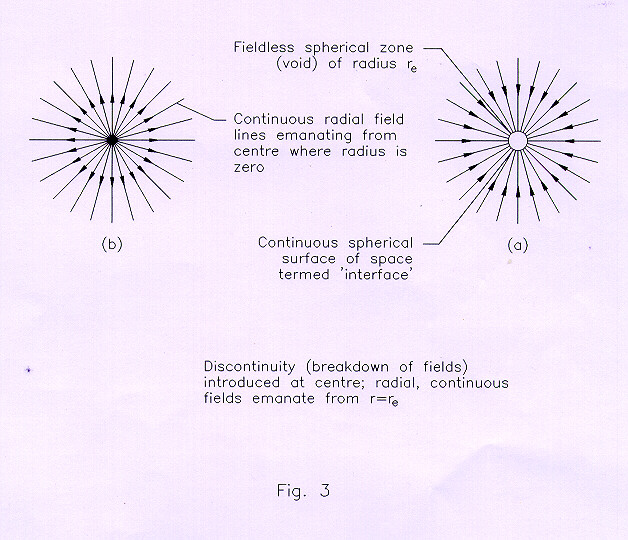 Fieldless spherical zone
(void) of radius re
Continuous radial field
lines emanating from
centre where radius is
zero
(b)
(a)
Continuous spherical
surface of space
termed 'interface'
Discontinuity (breakdown of fields)
introduced at centre; radial, continuous
fields emanate from r=re
Fig. 3